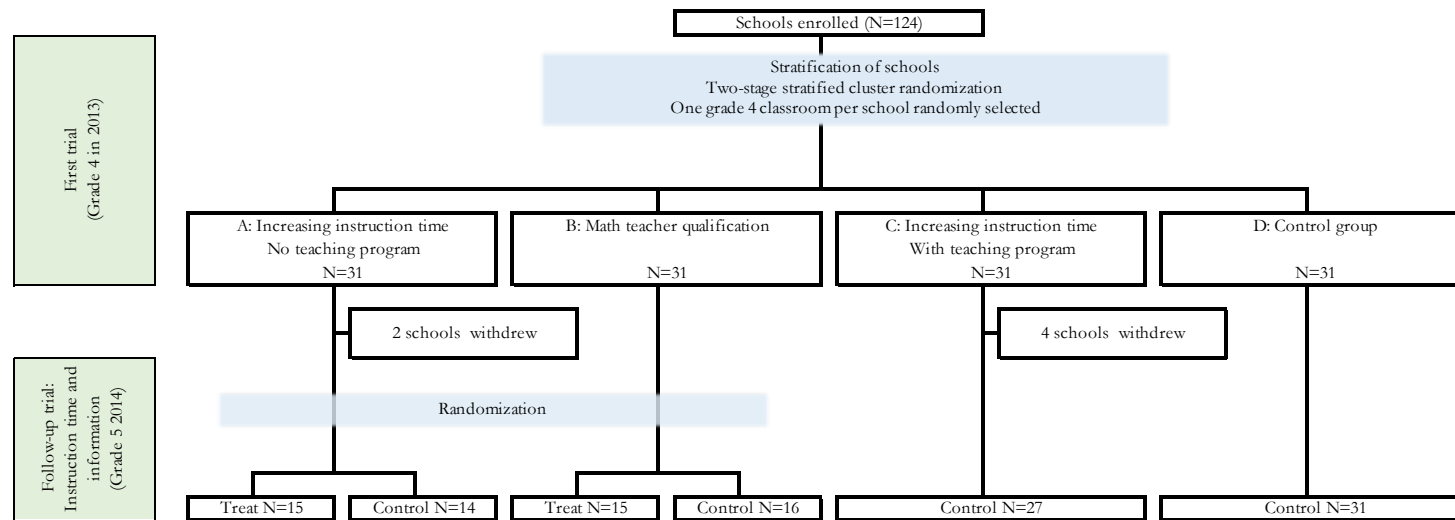 Schools enrolled (N=124)
Stratification of schools
Two-stage stratified cluster randomization
One grade 4 classroom per school randomly selected
First trial
(Grade 4 in 2013)
A: Increasing instruction time
No teaching program
N=31
B: Math teacher qualification
N=31
C: Increasing instruction time
With teaching program
N=31
D: Control group
N=31
2 schools withdrew
4 schools withdrew
Follow-up trial:
Instruction time and
information
(Grade 5 2014)
Randomization
Treat N=15
Control N=14
Treat N=15
Control N=16
Control N=27
Control N=31